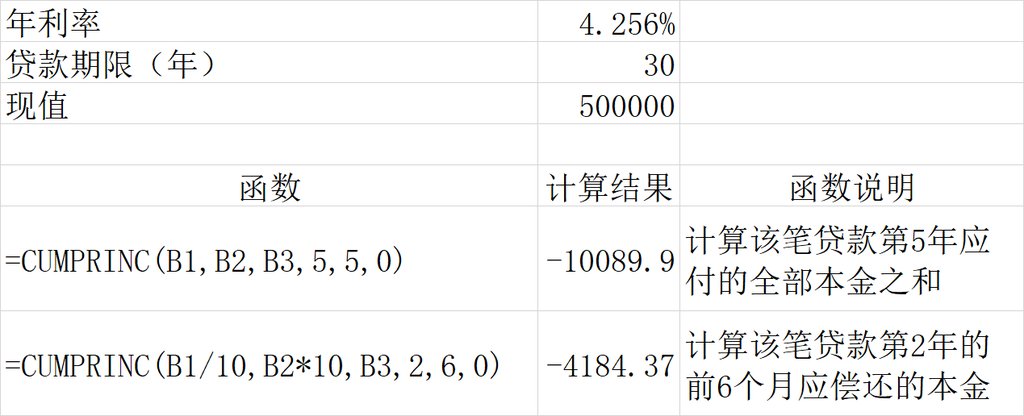 年利率 4.256%
贷款期限（年） 30
现值 500000
函数 计算结果 函数说明
=CUMPRINC(B1,B2,B3,5,5,0) -10089.9 计算该笔贷款第5年应
付的全部本金之和
=CUMPRINC(B1/10,B2*10,B3,2,6,0) -4184.37 计算该笔贷款第2年的
前6个月应偿还的本金